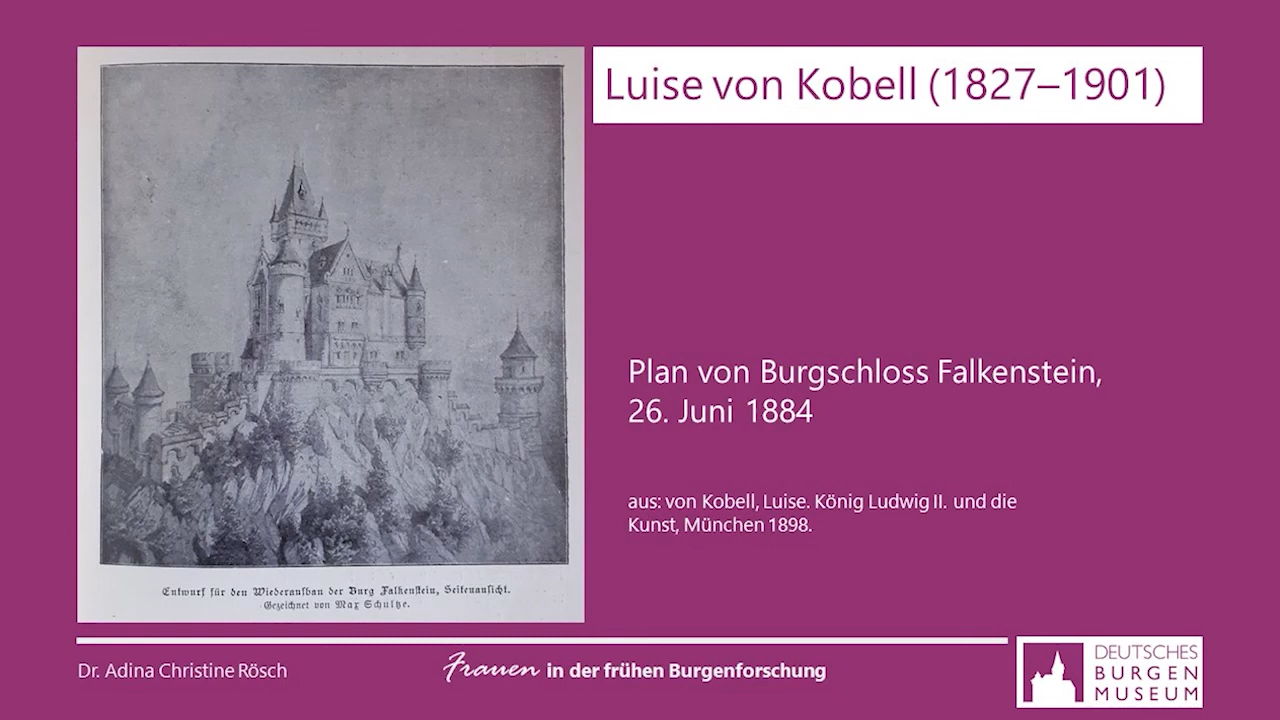 Luise von Kobell (1827–1901)
Plan von Burgschloss Falkenstein,
26. Juni 1884
aus: von Kobell, Luise. König Ludwig II. und die
Kunst, München 1898.
Entwurf für den Wiederaufbau der Burg Falkenstein, Seitenansicht.
Gezeichnet von Max Schultze.
Dr. Adina Christine Rösch
Frauen in der frühen Burgenforschung
DEUTSCHES
BURGEN
MUSEUM